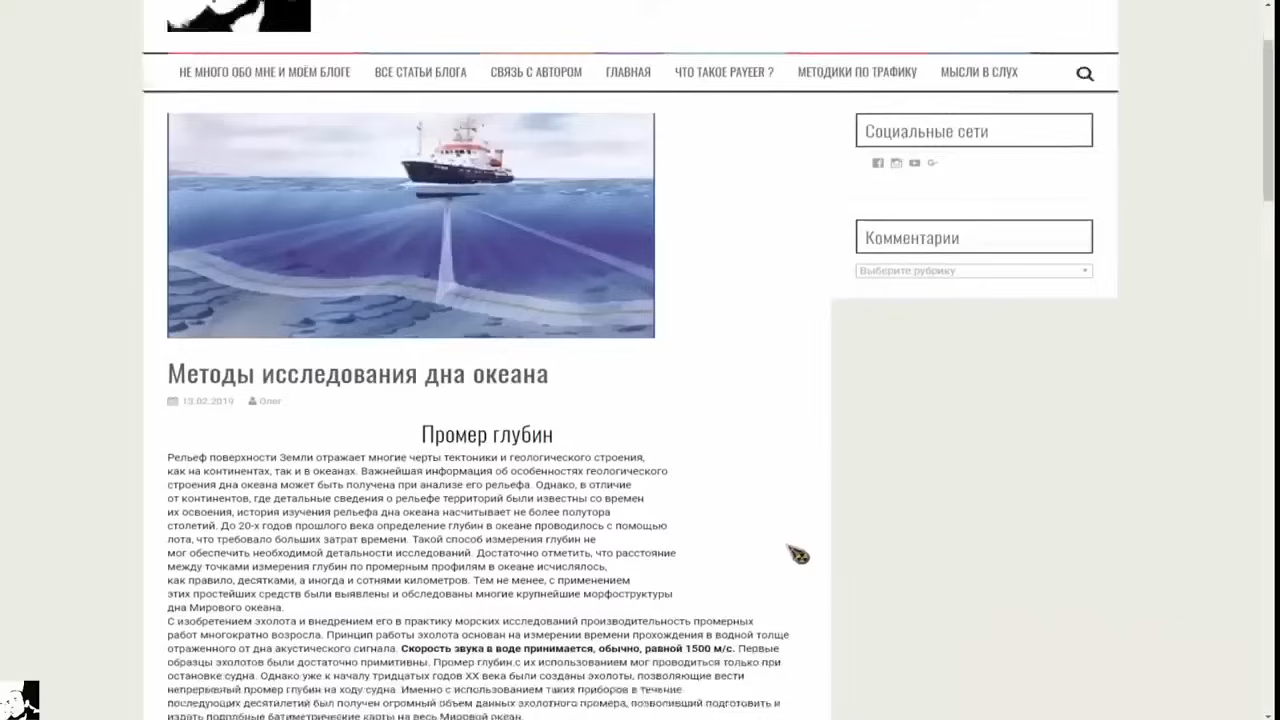 НЕ МНОГО ОБО МНЕ И МОЁМ БЛОГЕ ВСЕ СТАТЬИ БЛОГА СВЯЗЬ С АВТОРОМ ГЛАВНАЯ ЧТО ТАКОЕ PAYEER ? МЕТОДИКИ ПО ТРАФИКУ МЫСЛИ В СЛУХ
Социальные сети
Комментарии
Выберите рубрику
Методы исследования дна океана
13.02.2019 Олег
Промер глубин
Рельеф поверхности Земли отражает многие черты тектоники и геологического строения,
как на континентах, так и в океанах. Важнейшая информация об особенностях геологического
строения дна океана может быть получена при анализе его рельефа. Однако, в отличие
от континентов, где детальные сведения о рельефе территорий были известны со времен
их освоения, история изучения рельефа дна океана насчитывает не более полутора
столетий. До 20-х годов прошлого века определение глубин в океане проводилось с помощью
лота, что требовало больших затрат времени. Такой способ измерения глубин не
мог обеспечить необходимой детальности исследований. Достаточно отметить, что расстояние
между точками измерения глубин по промерным профилям в океане исчислялось,
как правило, десятками, а иногда и сотнями километров. Тем не менее, с применением
этих простейших средств были выявлены и обследованы многие крупнейшие морфоструктуры
дна Мирового океана.
С изобретением эхолота и внедрением его в практику морских исследований производительность промерных
работ многократно возросла. Принцип работы эхолота основан на измерении времени прохождения в водной толще
отраженного от дна акустического сигнала. Скорость звука в воде принимается, обычно, равной 1500 м/с. Первые
образцы эхолотов были достаточно примитивны. Промер глубин с их использованием мог проводиться только при
остановке судна. Однако уже к началу тридцатых годов XX века были созданы эхолоты, позволяющие вести
непрерывный промер глубин на ходу судна. Именно с использованием таких приборов в течение
последующих десятилетий был получен огромный объем данных эхолотного промера, позволивший подготовить и
издать подробные батиметрические карты на весь Мировой океан.